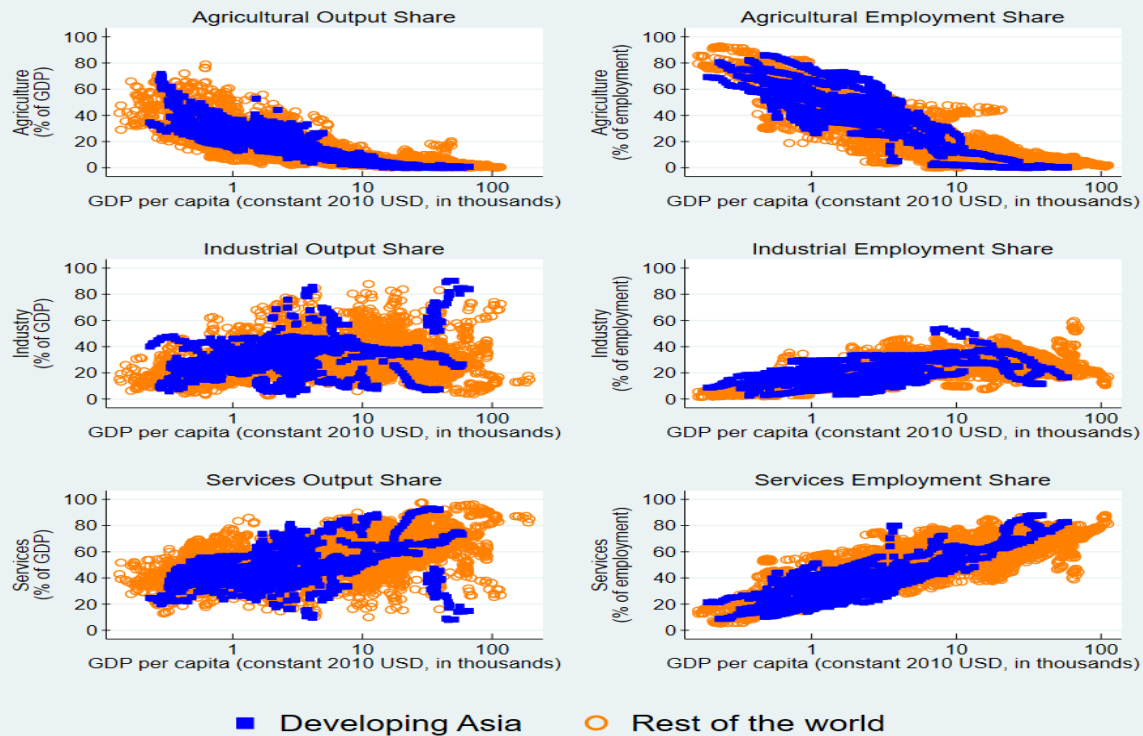 Agricultural Output Share
Agriculture
(% of GDP)
100
80
60
40
20
0
1
10
100
GDP per capita (constant 2010 USD, in thousands)
Agricultural Employment Share
Agriculture
(% of employment)
100
80
60
40
20
0
1
10
100
GDP per capita (constant 2010 USD, in thousands)
Industrial Output Share
Industry
(% of GDP)
100
80
60
40
20
0
1
10
100
GDP per capita (constant 2010 USD, in thousands)
Industrial Employment Share
Industry
(% of employment)
100
80
60
40
20
0
1
10
100
GDP per capita (constant 2010 USD, in thousands)
Services Output Share
Services
(% of GDP)
100
80
60
40
20
0
1
10
100
GDP per capita (constant 2010 USD, in thousands)
Services Employment Share
Services
(% of employment)
100
80
60
40
20
0
1
10
100
GDP per capita (constant 2010 USD, in thousands)
Developing Asia
Rest of the world